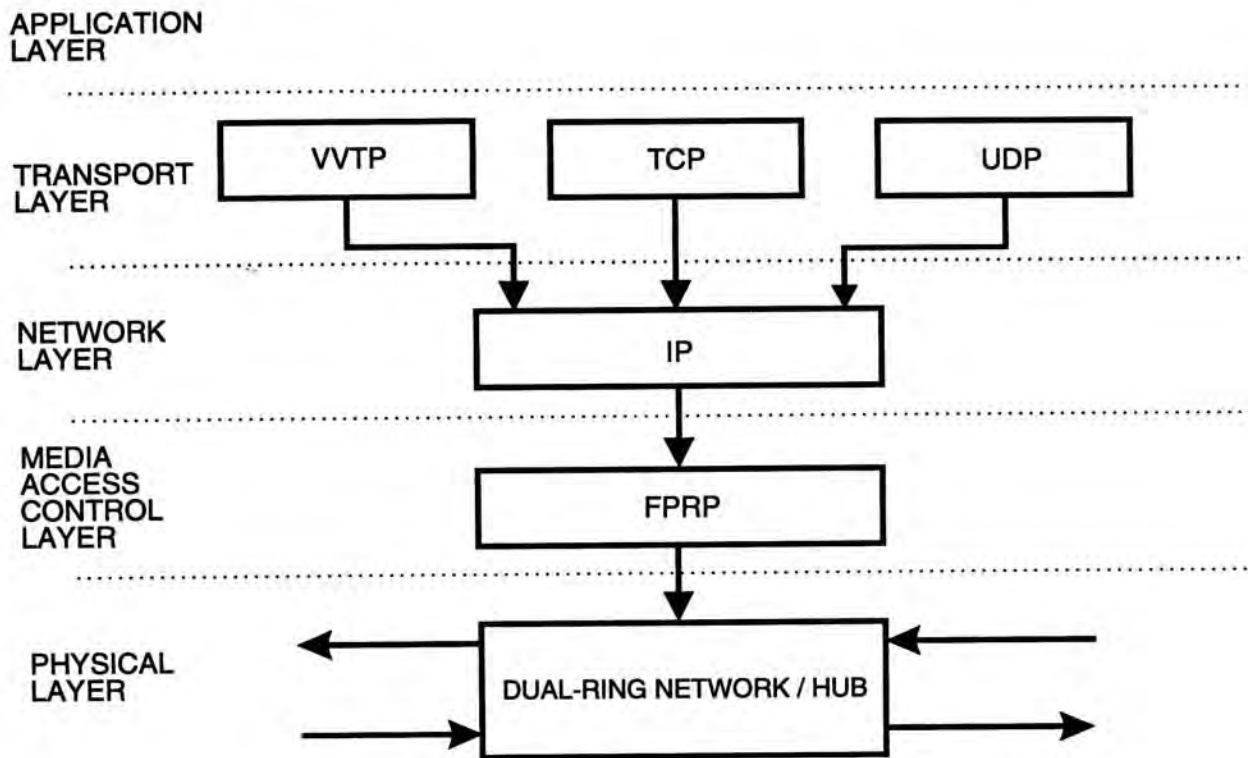 APPLICATION
LAYER
TRANSPORT
LAYER
VVTP
TCP
UDP
NETWORK
LAYER
IP
MEDIA
ACCESS
CONTROL
LAYER
FPRP
PHYSICAL
LAYER
DUAL-RING NETWORK / HUB